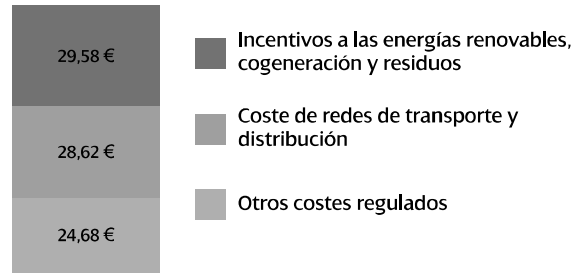 29,58 €
Incentivos a las energías renovables,
cogeneración y residuos
28,62 €
Coste de redes de transporte y
distribución
24,68 €
Otros costes regulados